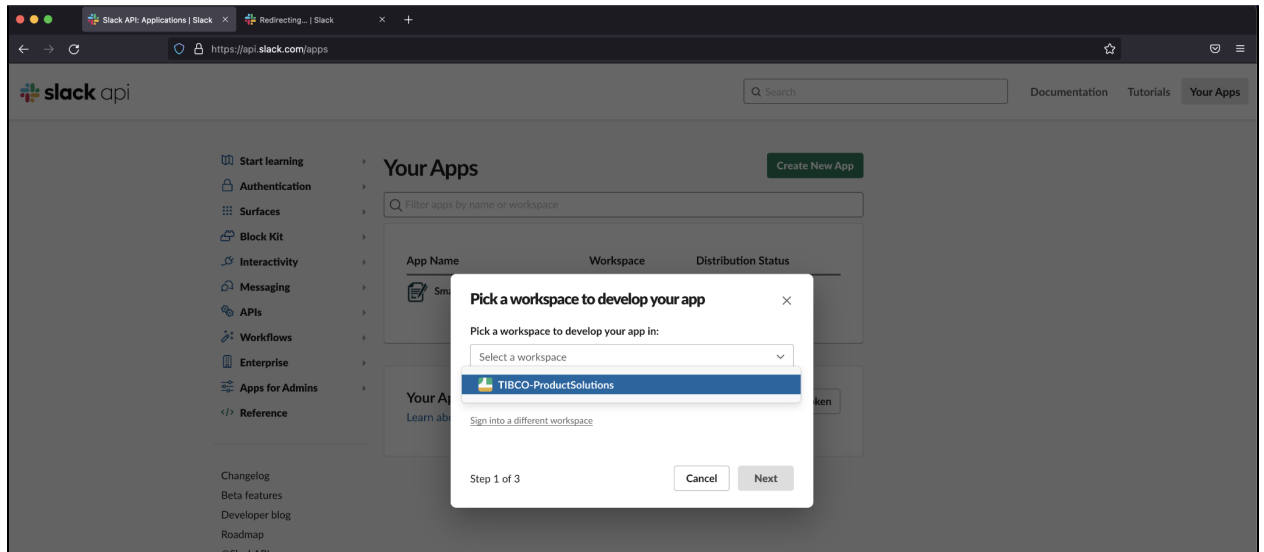 Slack API: Applications | Slack
Redirecting... | Slack
https://api.slack.com/apps
slack api
Search
Documentation
Tutorials
Your Apps
Start learning
Authentication
Surfaces
Block Kit
Interactivity
Messaging
APIs
Workflows
Enterprise
Apps for Admins
Reference
Changelog
Beta features
Developer blog
Roadmap
Your Apps
Create New App
Filter apps by name or workspace
App Name
Workspace
Distribution Status
Pick a workspace to develop your app
Pick a workspace to develop your app in:
Select a workspace
TIBCO-ProductSolutions
Sign into a different workspace
Step 1 of 3
Cancel
Next
Your
Learn